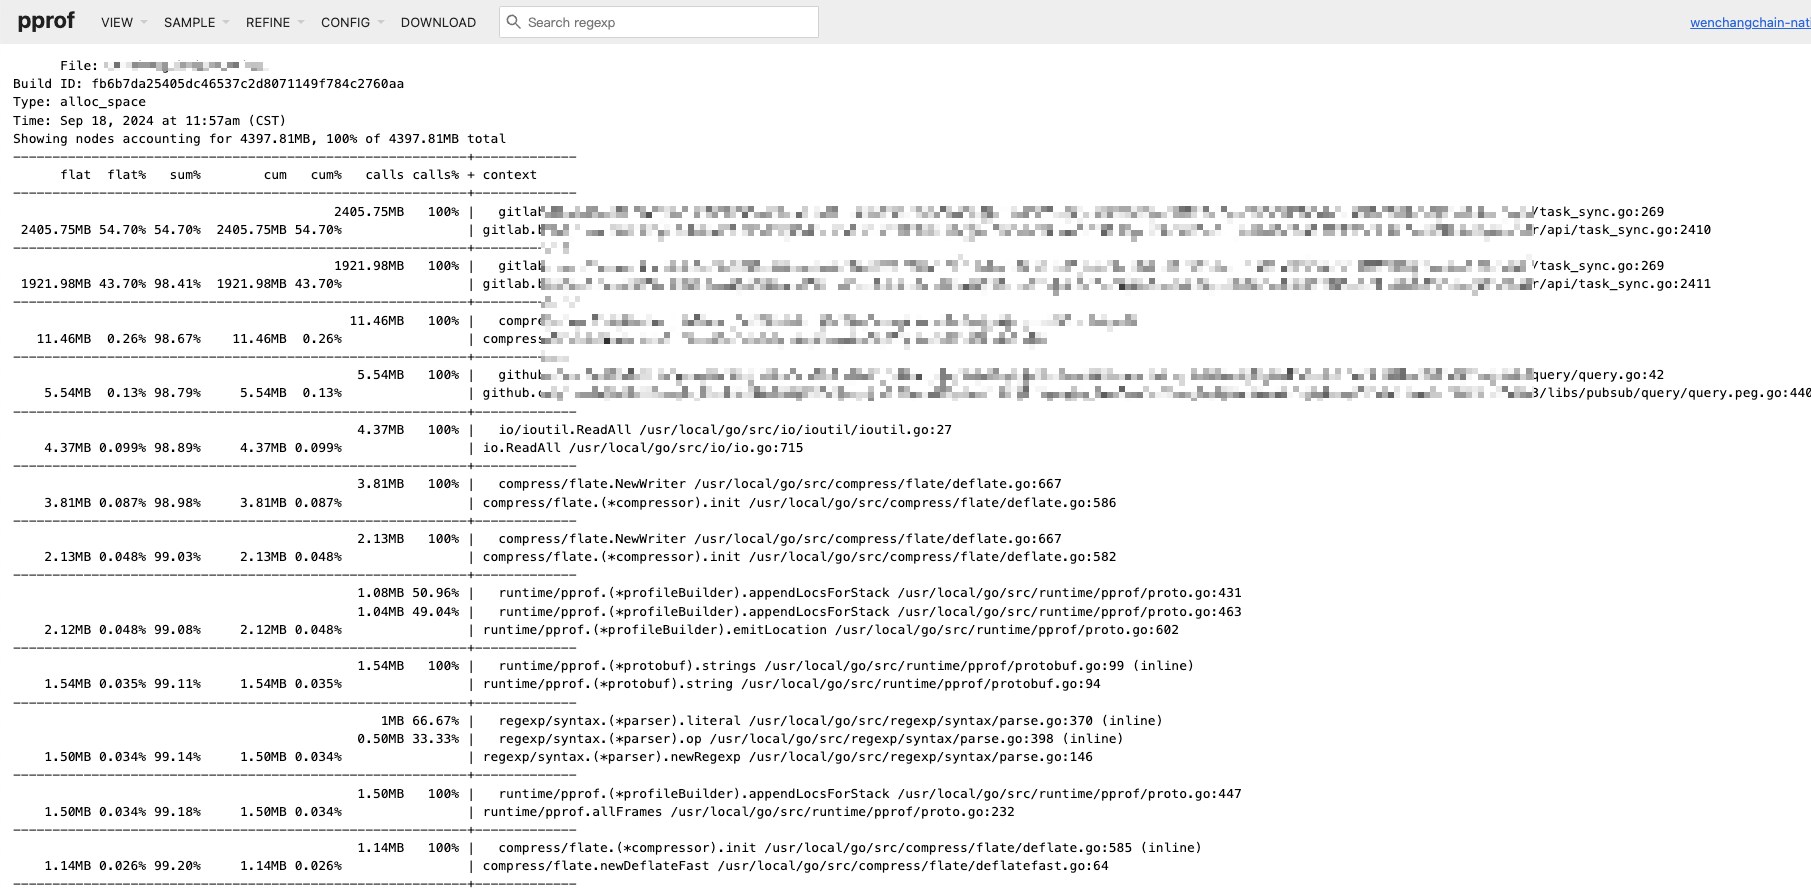 pprof VIEW SAMPLE REFINE CONFIG DOWNLOAD Search regexp wenchangchain-nati
File:
Build ID: fb6b7da25405dc46537c2d8071149f784c2760aa
Type: alloc_space
Time: Sep 18, 2024 at 11:57am (CST)
Showing nodes accounting for 4397.81MB, 100% of 4397.81MB total
----------------------------------------------------------+-------------
flat flat% sum% cum cum% calls calls% + context
----------------------------------------------------------+-------------
2405.75MB 100% | gitlab /task_sync.go:269
2405.75MB 54.70% 54.70% 2405.75MB 54.70% | gitlab.b r/api/task_sync.go:2410
----------------------------------------------------------+-------------
1921.98MB 100% | gitlab /task_sync.go:269
1921.98MB 43.70% 98.41% 1921.98MB 43.70% | gitlab.b r/api/task_sync.go:2411
----------------------------------------------------------+-------------
11.46MB 100% | compre
11.46MB 0.26% 98.67% 11.46MB 0.26% | compress
----------------------------------------------------------+-------------
5.54MB 100% | github query/query.go:42
5.54MB 0.13% 98.79% 5.54MB 0.13% | github.c 3/libs/pubsub/query/query.peg.go:440
----------------------------------------------------------+-------------
4.37MB 100% | io/ioutil.ReadAll /usr/local/go/src/io/ioutil/ioutil.go:27
4.37MB 0.099% 98.89% 4.37MB 0.099% | io.ReadAll /usr/local/go/src/io/io.go:715
----------------------------------------------------------+-------------
3.81MB 100% | compress/flate.NewWriter /usr/local/go/src/compress/flate/deflate.go:667
3.81MB 0.087% 98.98% 3.81MB 0.087% | compress/flate.(*compressor).init /usr/local/go/src/compress/flate/deflate.go:586
----------------------------------------------------------+-------------
2.13MB 100% | compress/flate.NewWriter /usr/local/go/src/compress/flate/deflate.go:667
2.13MB 0.048% 99.03% 2.13MB 0.048% | compress/flate.(*compressor).init /usr/local/go/src/compress/flate/deflate.go:582
----------------------------------------------------------+-------------
1.08MB 50.96% | runtime/pprof.(*profileBuilder).appendLocsForStack /usr/local/go/src/runtime/pprof/proto.go:431
1.04MB 49.04% | runtime/pprof.(*profileBuilder).appendLocsForStack /usr/local/go/src/runtime/pprof/proto.go:463
2.12MB 0.048% 99.08% 2.12MB 0.048% | runtime/pprof.(*profileBuilder).emitLocation /usr/local/go/src/runtime/pprof/proto.go:602
----------------------------------------------------------+-------------
1.54MB 100% | runtime/pprof.(*protobuf).strings /usr/local/go/src/runtime/pprof/protobuf.go:99 (inline)
1.54MB 0.035% 99.11% 1.54MB 0.035% | runtime/pprof.(*protobuf).string /usr/local/go/src/runtime/pprof/protobuf.go:94
----------------------------------------------------------+-------------
1MB 66.67% | regexp/syntax.(*parser).literal /usr/local/go/src/regexp/syntax/parse.go:370 (inline)
0.50MB 33.33% | regexp/syntax.(*parser).op /usr/local/go/src/regexp/syntax/parse.go:398 (inline)
1.50MB 0.034% 99.14% 1.50MB 0.034% | regexp/syntax.(*parser).newRegexp /usr/local/go/src/regexp/syntax/parse.go:146
----------------------------------------------------------+-------------
1.50MB 100% | runtime/pprof.(*profileBuilder).appendLocsForStack /usr/local/go/src/runtime/pprof/proto.go:447
1.50MB 0.034% 99.18% 1.50MB 0.034% | runtime/pprof.allFrames /usr/local/go/src/runtime/pprof/proto.go:232
----------------------------------------------------------+-------------
1.14MB 100% | compress/flate.(*compressor).init /usr/local/go/src/compress/flate/deflate.go:585 (inline)
1.14MB 0.026% 99.20% 1.14MB 0.026% | compress/flate.newDeflateFast /usr/local/go/src/compress/flate/deflatefast.go:64
----------------------------------------------------------+-------------